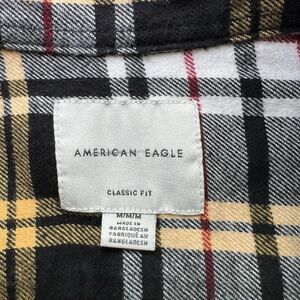 AMERICAN EAGLE
CLASSIC FIT
M/M/M
MADE IN
BANGLADESH
FABRIQUÉ AU
BANGLADESH